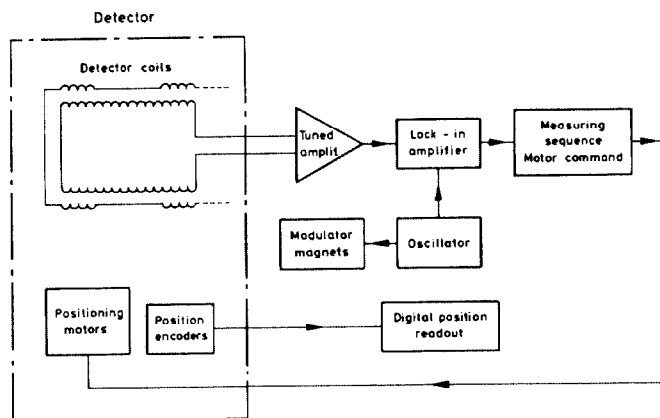 Detector
Detector coils
Tuned
amplit.
Lock - in
amplifier
Measuring
sequence
Motor command
Modulator
magnets
Oscillator
Positioning
motors
Position
encoders
Digital position
readout